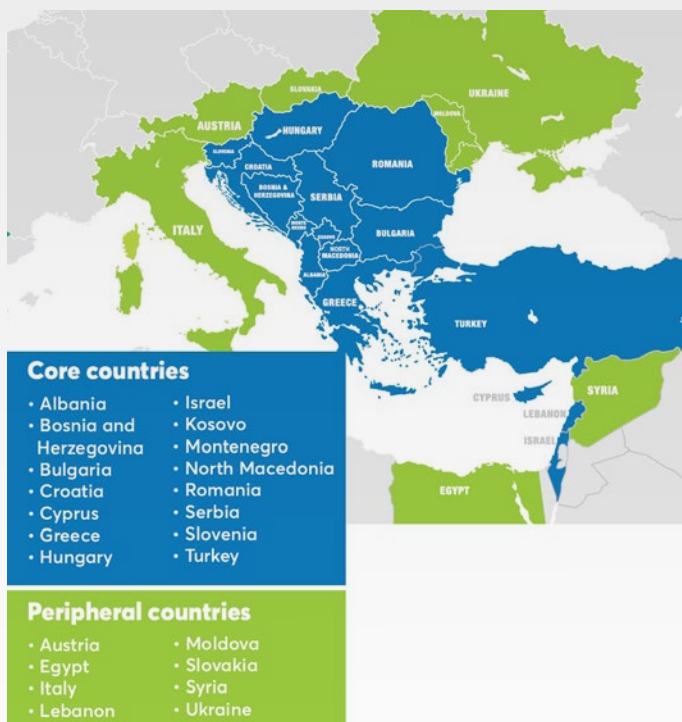 SLOVAKIA
UKRAINE
AUSTRIA
MOLDOVA
HUNGARY
SLOVENIA
ROMANIA
CROATIA
BOSNIA &
HERZEGOVINA
SERBIA
ITALY
MONTE
NEGRO
KOSOVO
BULGARIA
NORTH
MACEDONIA
ALBANIA
GREECE
TURKEY
CYPRUS
SYRIA
LEBANON
ISRAEL
EGYPT
Core countries
• Albania
• Bosnia and
Herzegovina
• Bulgaria
• Croatia
• Cyprus
• Greece
• Hungary
• Israel
• Kosovo
• Montenegro
• North Macedonia
• Romania
• Serbia
• Slovenia
• Turkey
Peripheral countries
• Austria
• Egypt
• Italy
• Lebanon
• Moldova
• Slovakia
• Syria
• Ukraine